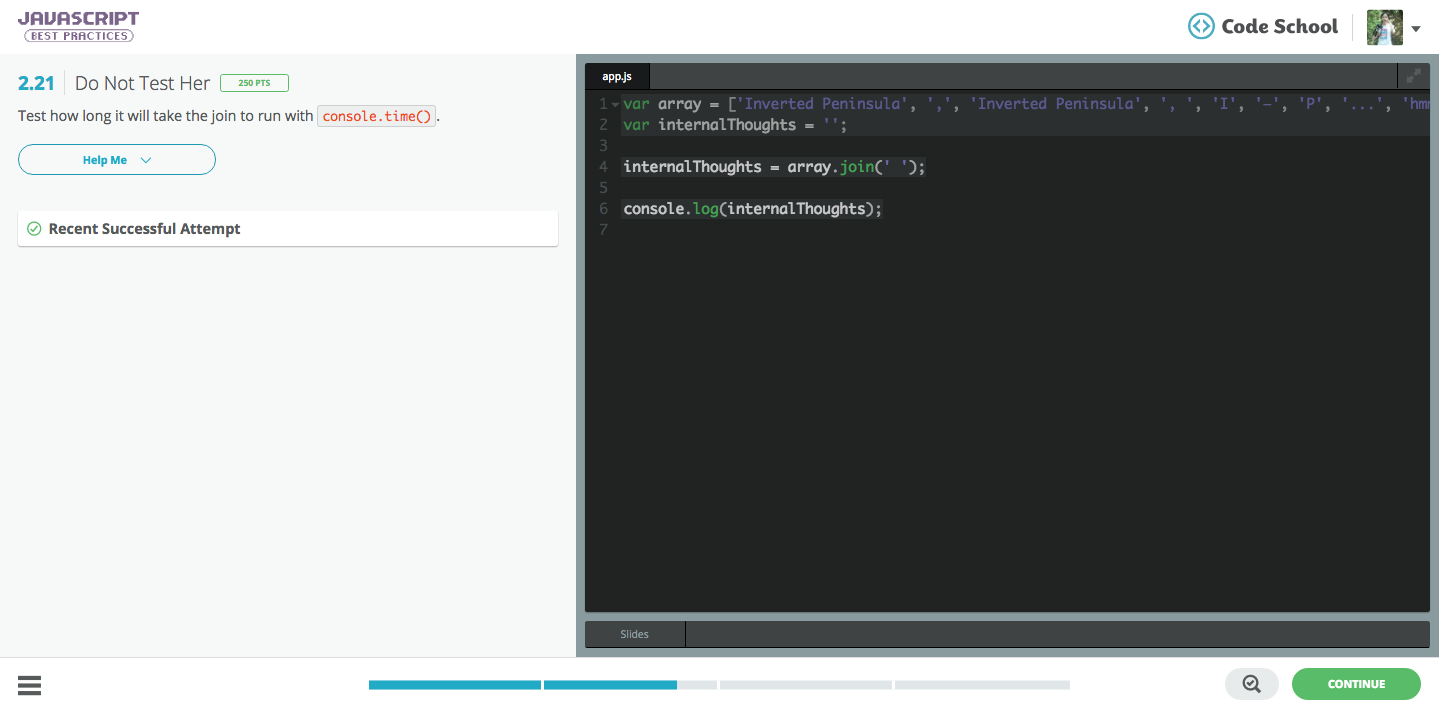 JAVASCRIPT
BEST PRACTICES
Code School
2.21 Do Not Test Her 250 PTS
Test how long it will take the join to run with console.time().
Help Me
Recent Successful Attempt
app.js
1 var array = ['Inverted Peninsula', ',', 'Inverted Peninsula', ', ', 'I', '–', 'P', '...', 'hmm
2 var internalThoughts = '';
3
4 internalThoughts = array.join(' ');
5
6 console.log(internalThoughts);
7
Slides
CONTINUE